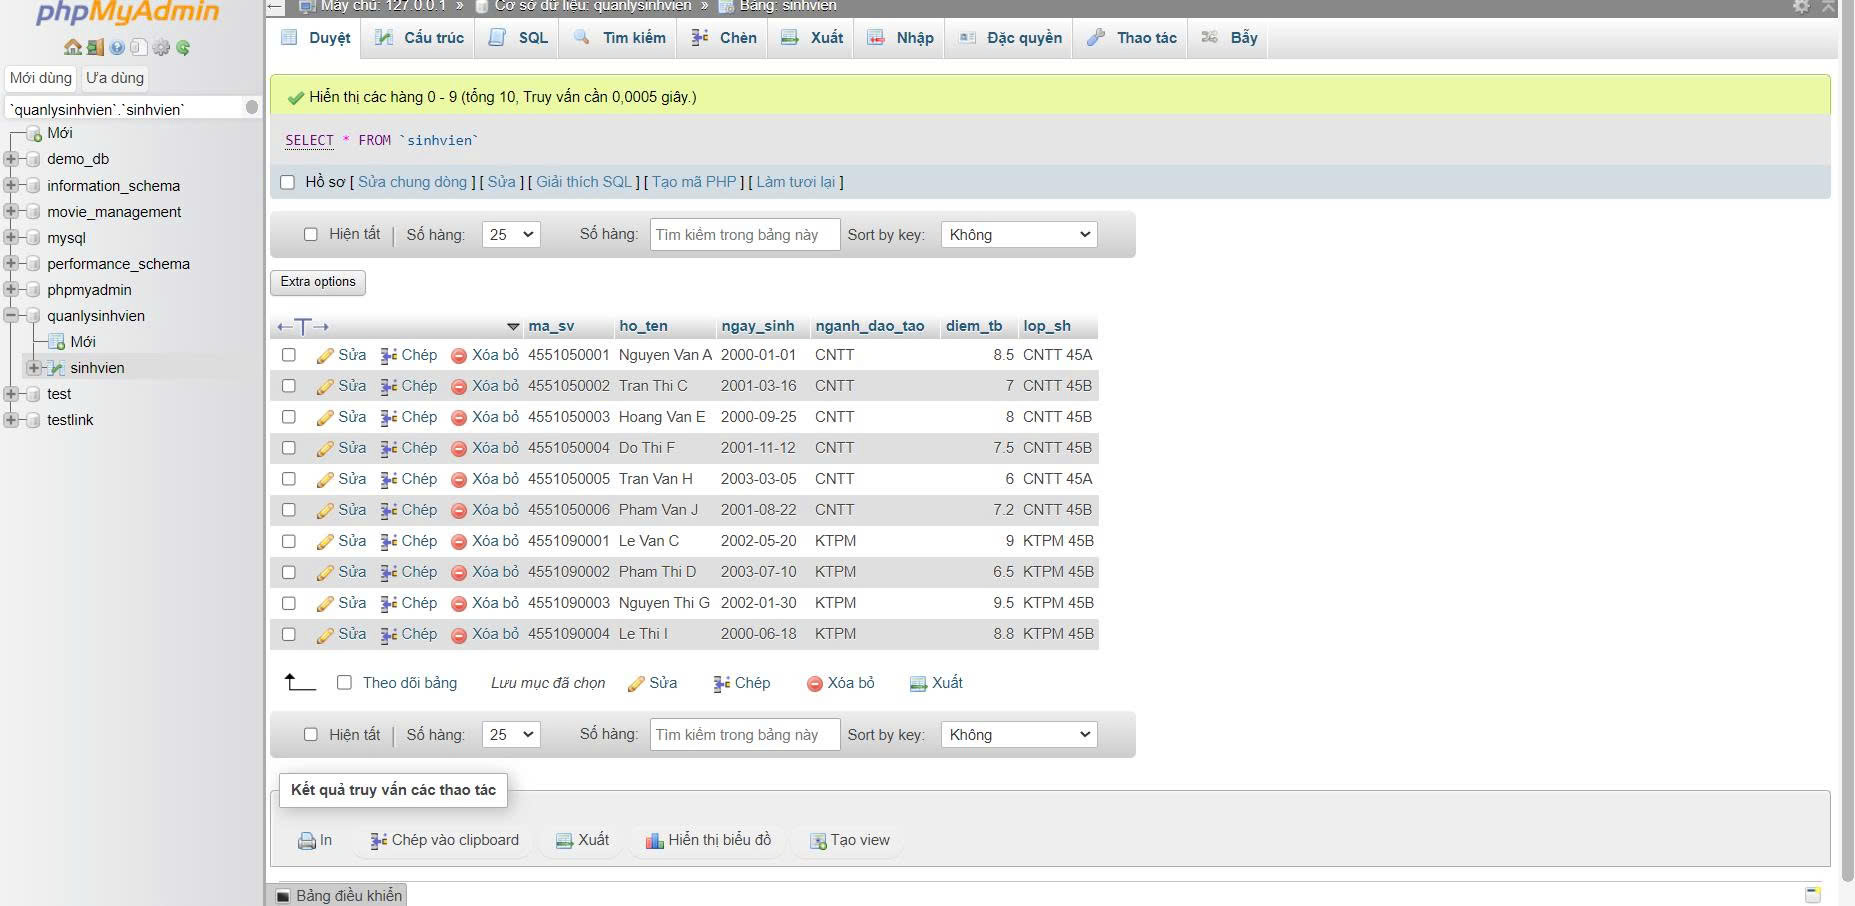 phpMyAdmin
Mới dùng Ưa dùng
`quanlysinhvien`.`sinhvien`
Mới
demo_db
information_schema
movie_management
mysql
performance_schema
phpmyadmin
quanlysinhvien
Mới
sinhvien
test
testlink
Máy chủ: 127.0.0.1 » Cơ sở dữ liệu: quanlysinhvien » Bảng: sinhvien
Duyệt Cấu trúc SQL Tìm kiếm Chèn Xuất Nhập Đặc quyền Thao tác Bẫy
Hiển thị các hàng 0 - 9 (tổng 10, Truy vấn cần 0,0005 giây.)
SELECT * FROM `sinhvien`
Hồ sơ [ Sửa chung dòng ] [ Sửa ] [ Giải thích SQL ] [ Tạo mã PHP ] [ Làm tươi lại ]
Hiện tất | Số hàng: 25 Số hàng: Tìm kiếm trong bảng này Sort by key: Không
Extra options
←T→ ma_sv ho_ten ngay_sinh nganh_dao_tao diem_tb lop_sh
Sửa Chép Xóa bỏ 4551050001 Nguyen Van A 2000-01-01 CNTT 8.5 CNTT 45A
Sửa Chép Xóa bỏ 4551050002 Tran Thi C 2001-03-16 CNTT 7 CNTT 45B
Sửa Chép Xóa bỏ 4551050003 Hoang Van E 2000-09-25 CNTT 8 CNTT 45B
Sửa Chép Xóa bỏ 4551050004 Do Thi F 2001-11-12 CNTT 7.5 CNTT 45B
Sửa Chép Xóa bỏ 4551050005 Tran Van H 2003-03-05 CNTT 6 CNTT 45A
Sửa Chép Xóa bỏ 4551050006 Pham Van J 2001-08-22 CNTT 7.2 CNTT 45B
Sửa Chép Xóa bỏ 4551090001 Le Van C 2002-05-20 KTPM 9 KTPM 45B
Sửa Chép Xóa bỏ 4551090002 Pham Thi D 2003-07-10 KTPM 6.5 KTPM 45B
Sửa Chép Xóa bỏ 4551090003 Nguyen Thi G 2002-01-30 KTPM 9.5 KTPM 45B
Sửa Chép Xóa bỏ 4551090004 Le Thi I 2000-06-18 KTPM 8.8 KTPM 45B
Theo dõi bảng Lưu mục đã chọn Sửa Chép Xóa bỏ Xuất
Hiện tất | Số hàng: 25 Số hàng: Tìm kiếm trong bảng này Sort by key: Không
Kết quả truy vấn các thao tác
In Chép vào clipboard Xuất Hiển thị biểu đồ Tạo view
Bảng điều khiển